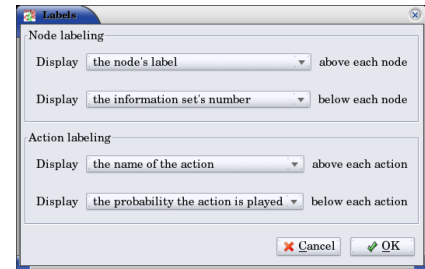 Labels
Node labeling
Display the node's label above each node
Display the information set's number below each node
Action labeling
Display the name of the action above each action
Display the probability the action is played below each action
Cancel OK